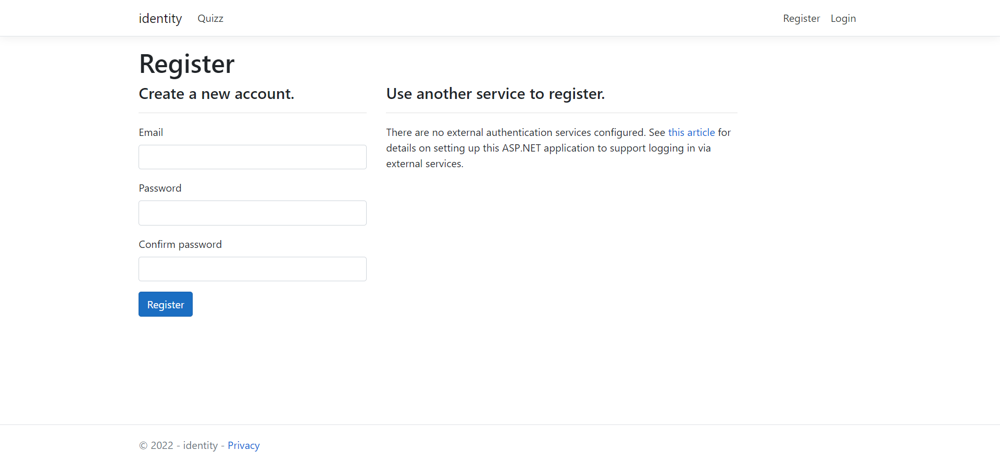 identity Quizz Register Login
Register
Create a new account.
Email
Password
Confirm password
Register
Use another service to register.
There are no external authentication services configured. See this article for
details on setting up this ASP.NET application to support logging in via
external services.
© 2022 - identity - Privacy